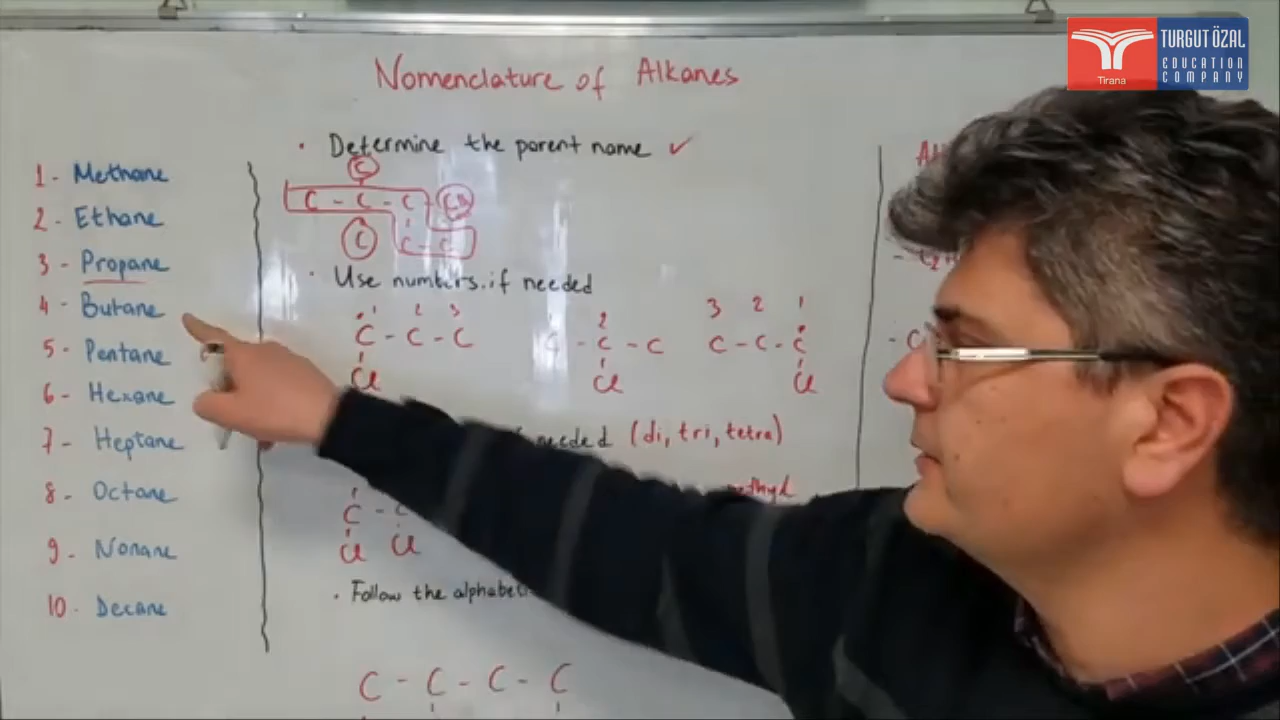 TURGUT ÖZAL
EDUCATION
COMPANY
Tirana
Nomenclature of Alkanes
1 - Methane
2 - Ethane
3 - Propane
4 - Butane
5 - Pentane
6 - Hexane
7 - Heptane
8 - Octane
9 - Nonane
10 - Decane
• Determine the parent name ✓
C
C - C - C
C
C - C
• Use numbers if needed
1 2 3
C - C - C
Cl
2
C - C - C
Cl
3 2 1
C - C - C
Cl
needed (di, tri, tetra)
methyl
C - C
Cl Cl
• Follow the
C - C - C - C